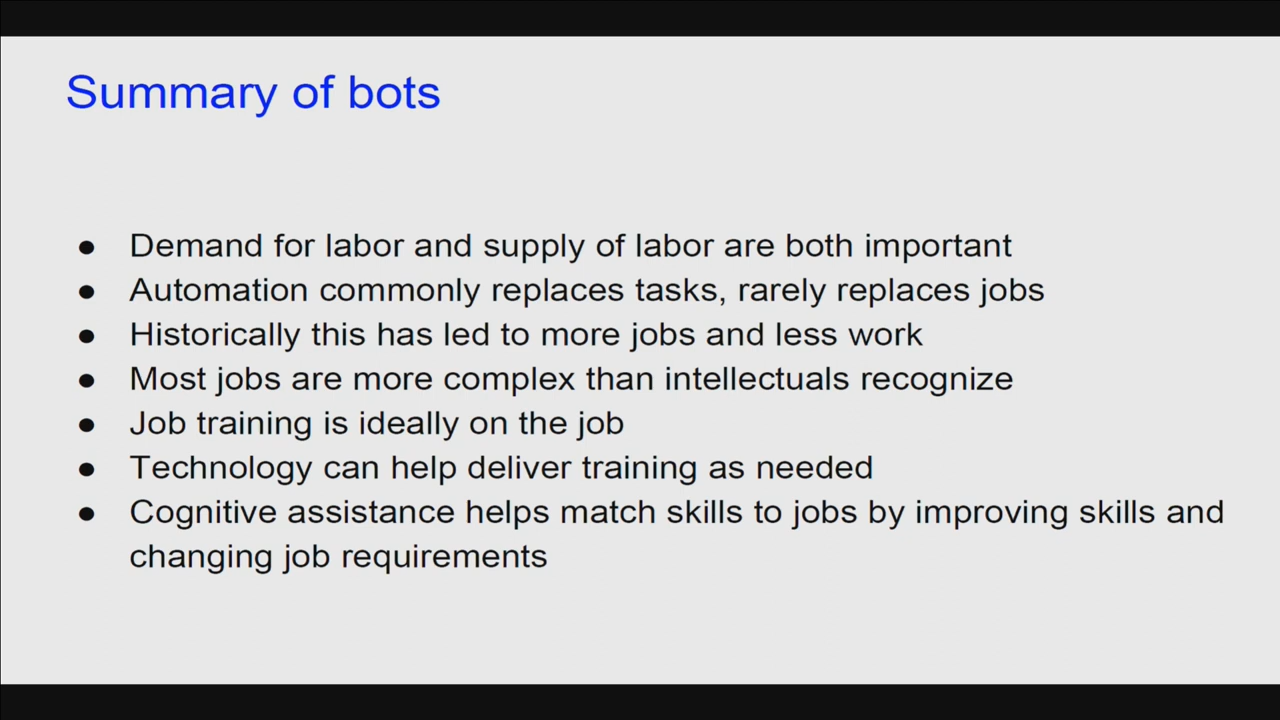 Summary of bots
● Demand for labor and supply of labor are both important
● Automation commonly replaces tasks, rarely replaces jobs
● Historically this has led to more jobs and less work
● Most jobs are more complex than intellectuals recognize
● Job training is ideally on the job
● Technology can help deliver training as needed
● Cognitive assistance helps match skills to jobs by improving skills and
changing job requirements